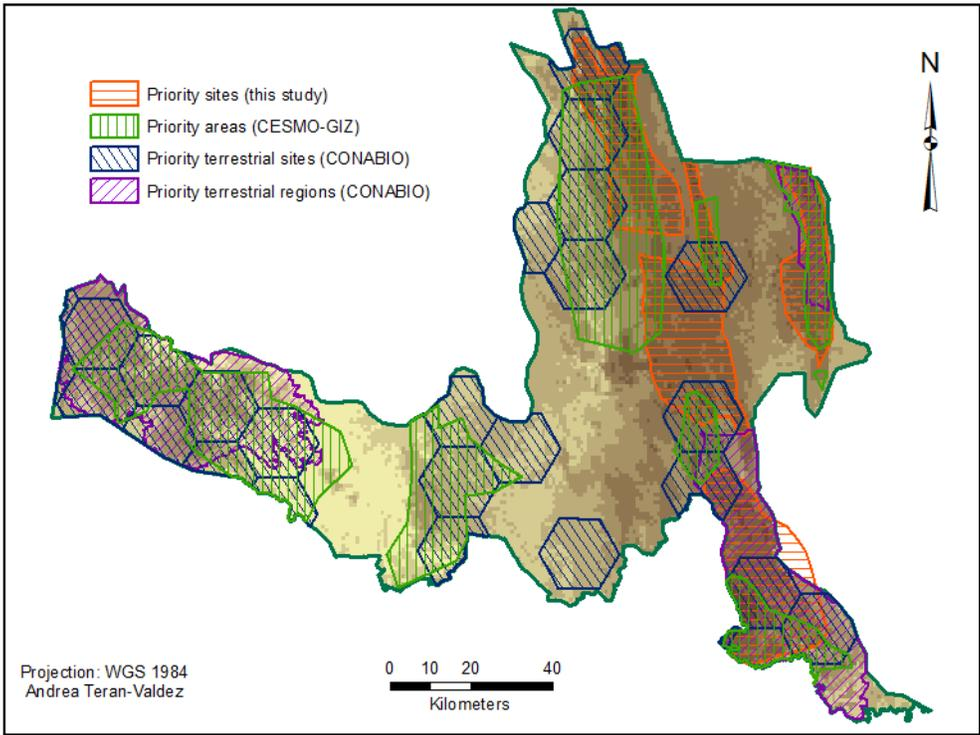 N
Priority sites (this study)
Priority areas (CESMO-GIZ)
Priority terrestrial sites (CONABIO)
Priority terrestrial regions (CONABIO)
Projection: WGS 1984
Andrea Teran-Valdez
0 10 20 40
Kilometers